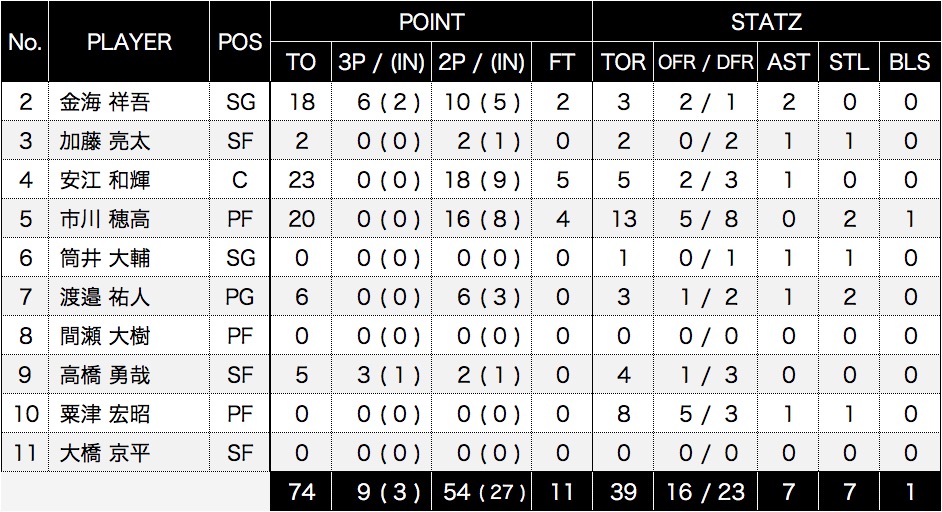 No. PLAYER POS POINT STATZ
TO 3P / (IN) 2P / (IN) FT TOR OFR / DFR AST STL BLS
2 金海 祥吾 SG 18 6 ( 2 ) 10 ( 5 ) 2 3 2 / 1 2 0 0
3 加藤 亮太 SF 2 0 ( 0 ) 2 ( 1 ) 0 2 0 / 2 1 1 0
4 安江 和輝 C 23 0 ( 0 ) 18 ( 9 ) 5 5 2 / 3 1 0 0
5 市川 穂高 PF 20 0 ( 0 ) 16 ( 8 ) 4 13 5 / 8 0 2 1
6 筒井 大輔 SG 0 0 ( 0 ) 0 ( 0 ) 0 1 0 / 1 1 1 0
7 渡邉 祐人 PG 6 0 ( 0 ) 6 ( 3 ) 0 3 1 / 2 1 2 0
8 間瀬 大樹 PF 0 0 ( 0 ) 0 ( 0 ) 0 0 0 / 0 0 0 0
9 高橋 勇哉 SF 5 3 ( 1 ) 2 ( 1 ) 0 4 1 / 3 0 0 0
10 粟津 宏昭 PF 0 0 ( 0 ) 0 ( 0 ) 0 8 5 / 3 1 1 0
11 大橋 京平 SF 0 0 ( 0 ) 0 ( 0 ) 0 0 0 / 0 0 0 0
74 9 ( 3 ) 54 ( 27 ) 11 39 16 / 23 7 7 1